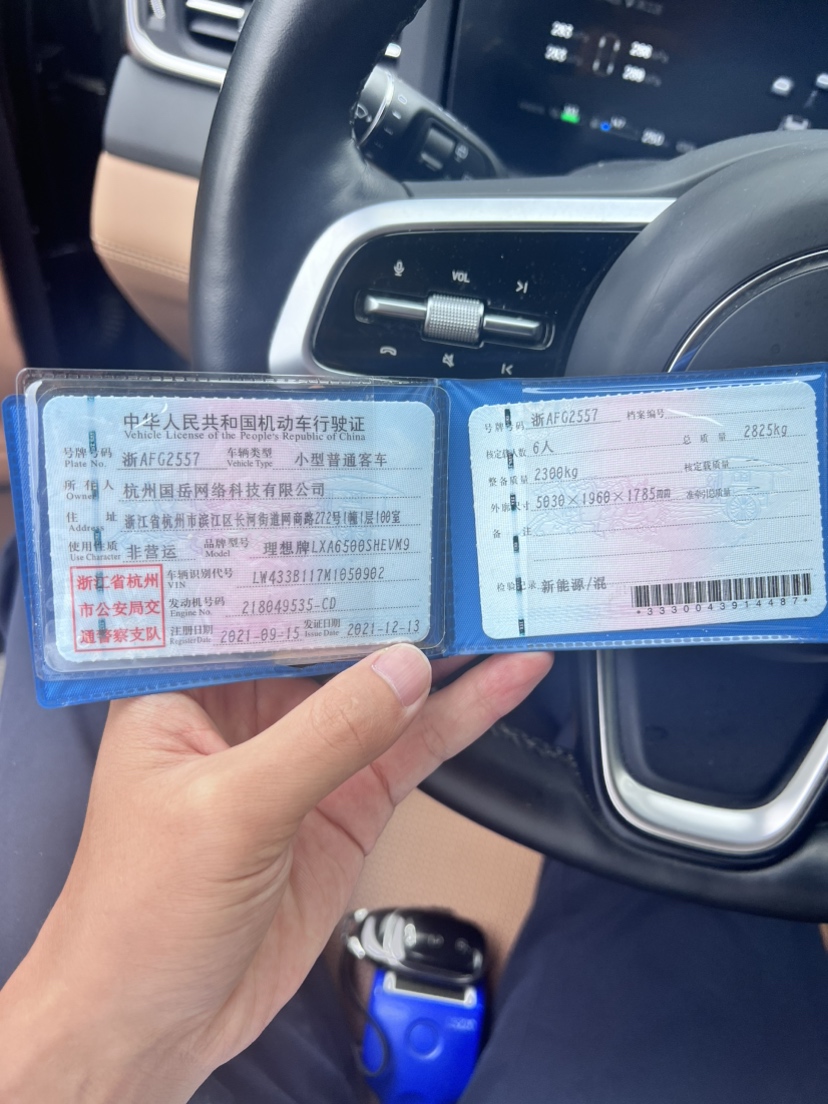 VOL
中华人民共和国机动车行驶证
Vehicle License of the People's Republic of China
号牌号码 浙AFG2557 车辆类型 小型普通客车
Plate No. Vehicle Type
所有人 杭州国岳网络科技有限公司
Owner
住址 浙江省杭州市滨江区长河街道网商路272号1幢1层100室
Address
使用性质 非营运 品牌型号 理想牌LXA6500SHEVM9
Use Character Model
浙江省杭州
市公安局交
通警察支队
车辆识别代号 LW433B117M1050902
VIN
发动机号码 218049535-CD
Engine No.
注册日期 2021-09-15 发证日期 2021-12-13
Register Date Issue Date
号牌号码 浙AFG2557 档案编号
核定载人数 6人 总质量 2825kg
整备质量 2300kg 核定载质量
外廓尺寸 5030×1960×1785mm 准牵引总质量
备注
检验记录 新能源/混
*3330043914487*